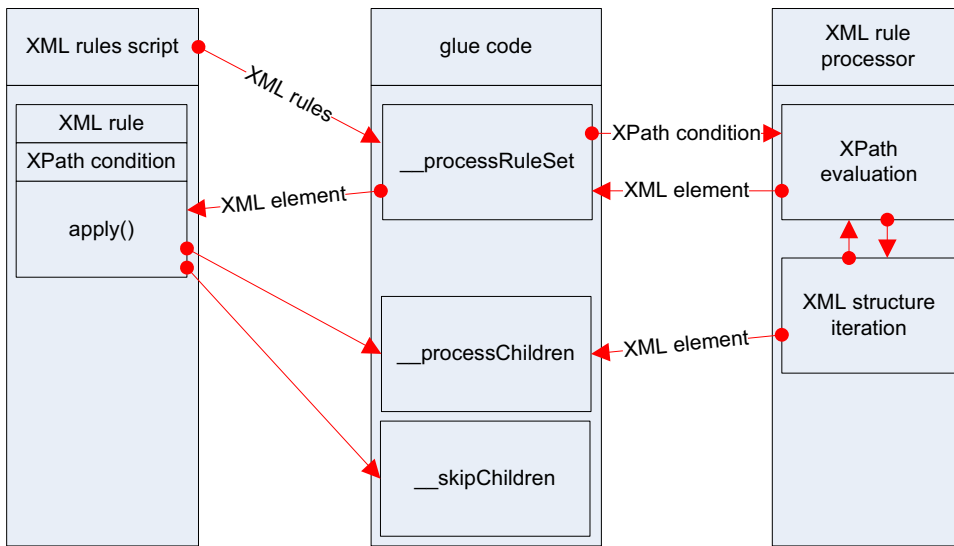 XML rules script
XML rule
XPath condition
apply()
XML rules
XML element
glue code
__processRuleSet
__processChildren
__skipChildren
XPath condition
XML element
XML element
XML rule
processor
XPath
evaluation
XML structure
iteration